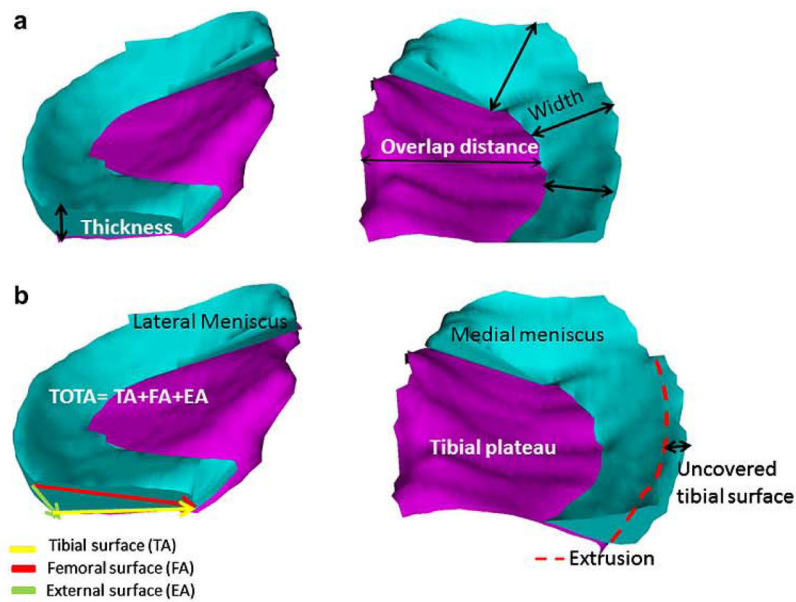 a
Thickness
Width
Overlap distance
b
Lateral Meniscus
TOTA= TA+FA+EA
Medial meniscus
Tibial plateau
Uncovered
tibial surface
Extrusion
Tibial surface (TA)
Femoral surface (FA)
External surface (EA)